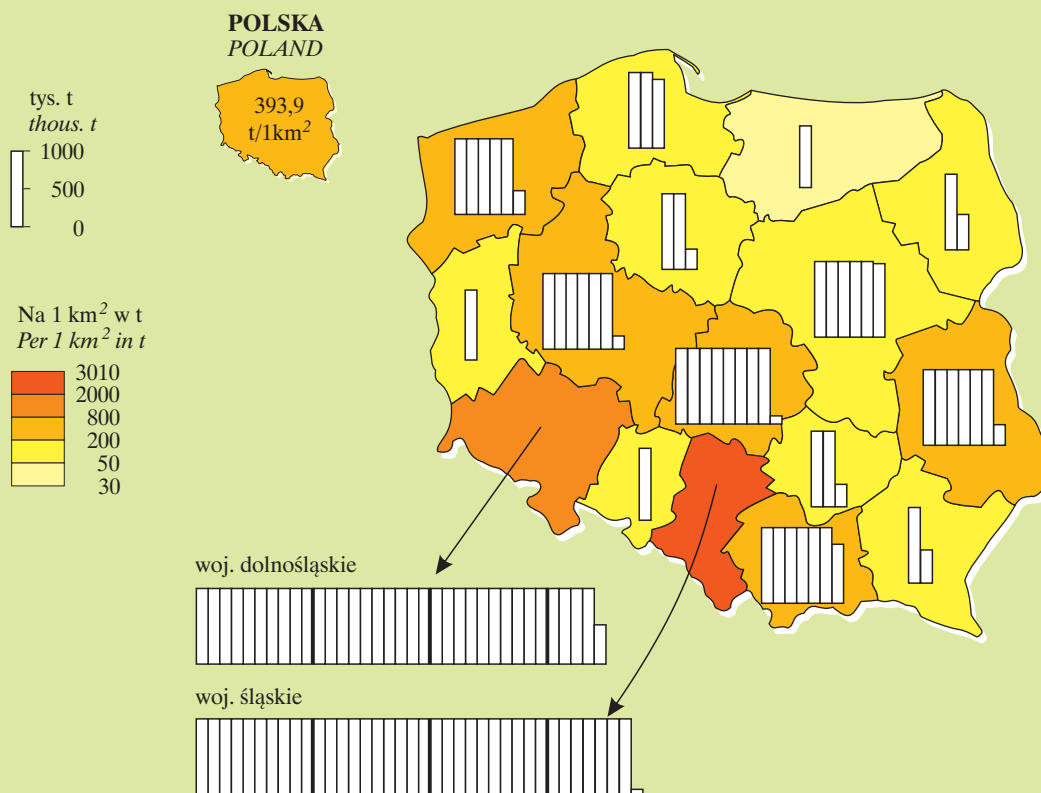 POLSKA
POLAND
393,9
t/1km²
tys. t
thous. t
1000
500
0
Na 1 km² w t
Per 1 km² in t
3010
2000
800
200
50
30
woj. dolnośląskie
woj. śląskie